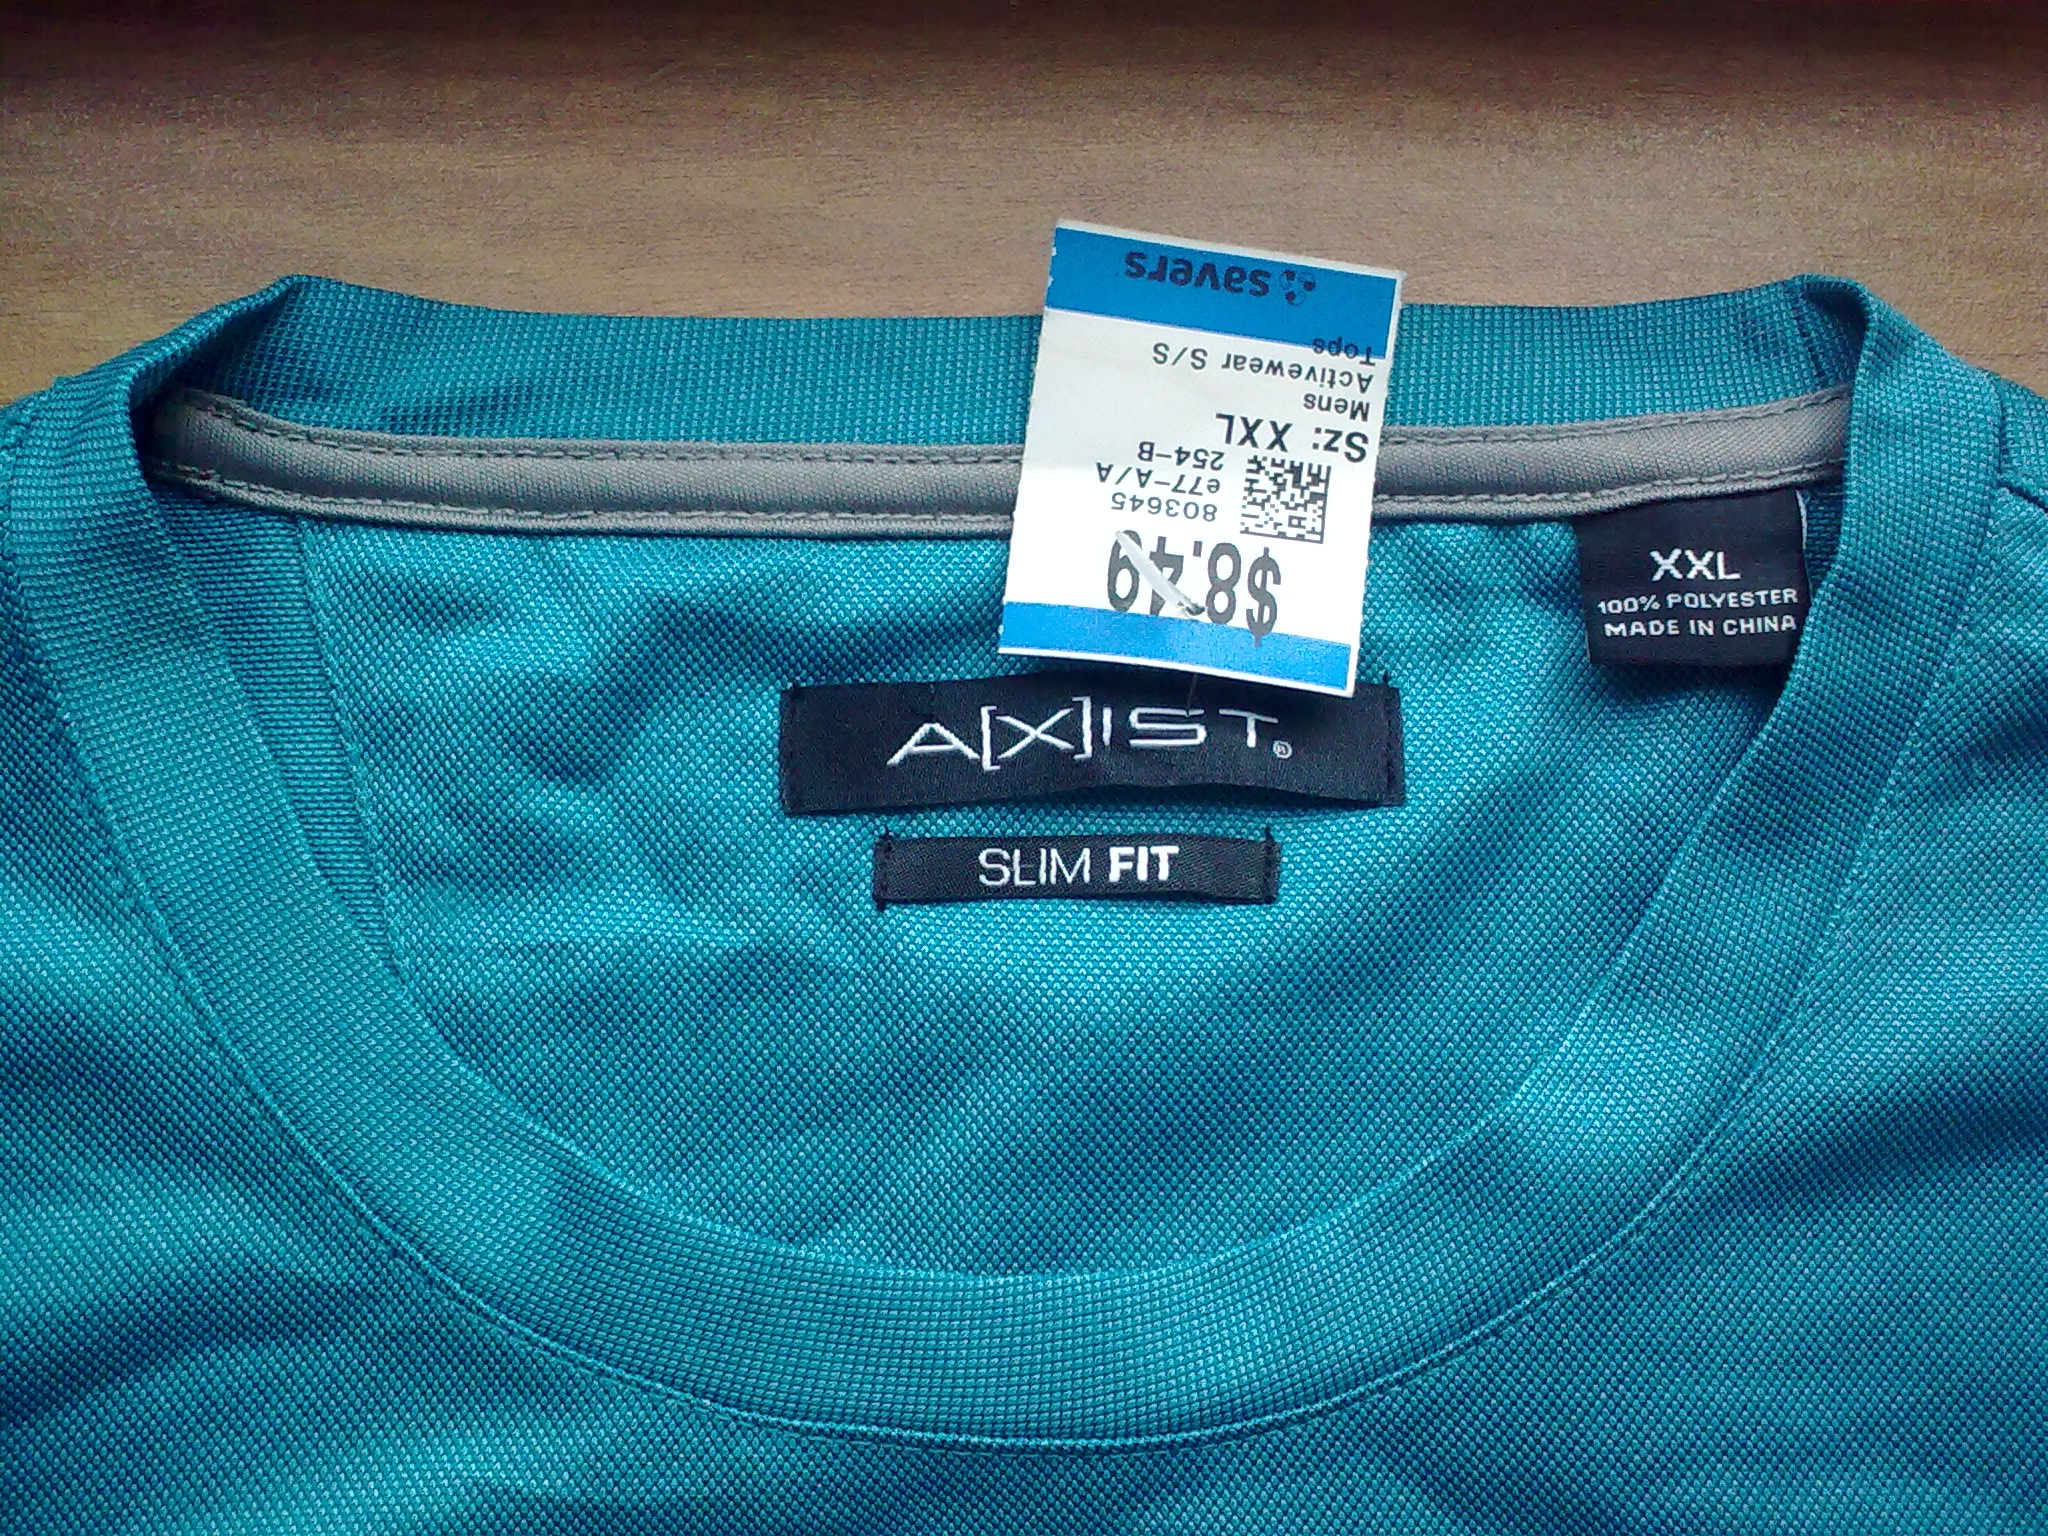 savers
Tops
Activewear S/S
Mens
Sz: XXL
254-B
e77-A/A
803645
$8.49
XXL
100% POLYESTER
MADE IN CHINA
A[X]IST®
SLIM FIT